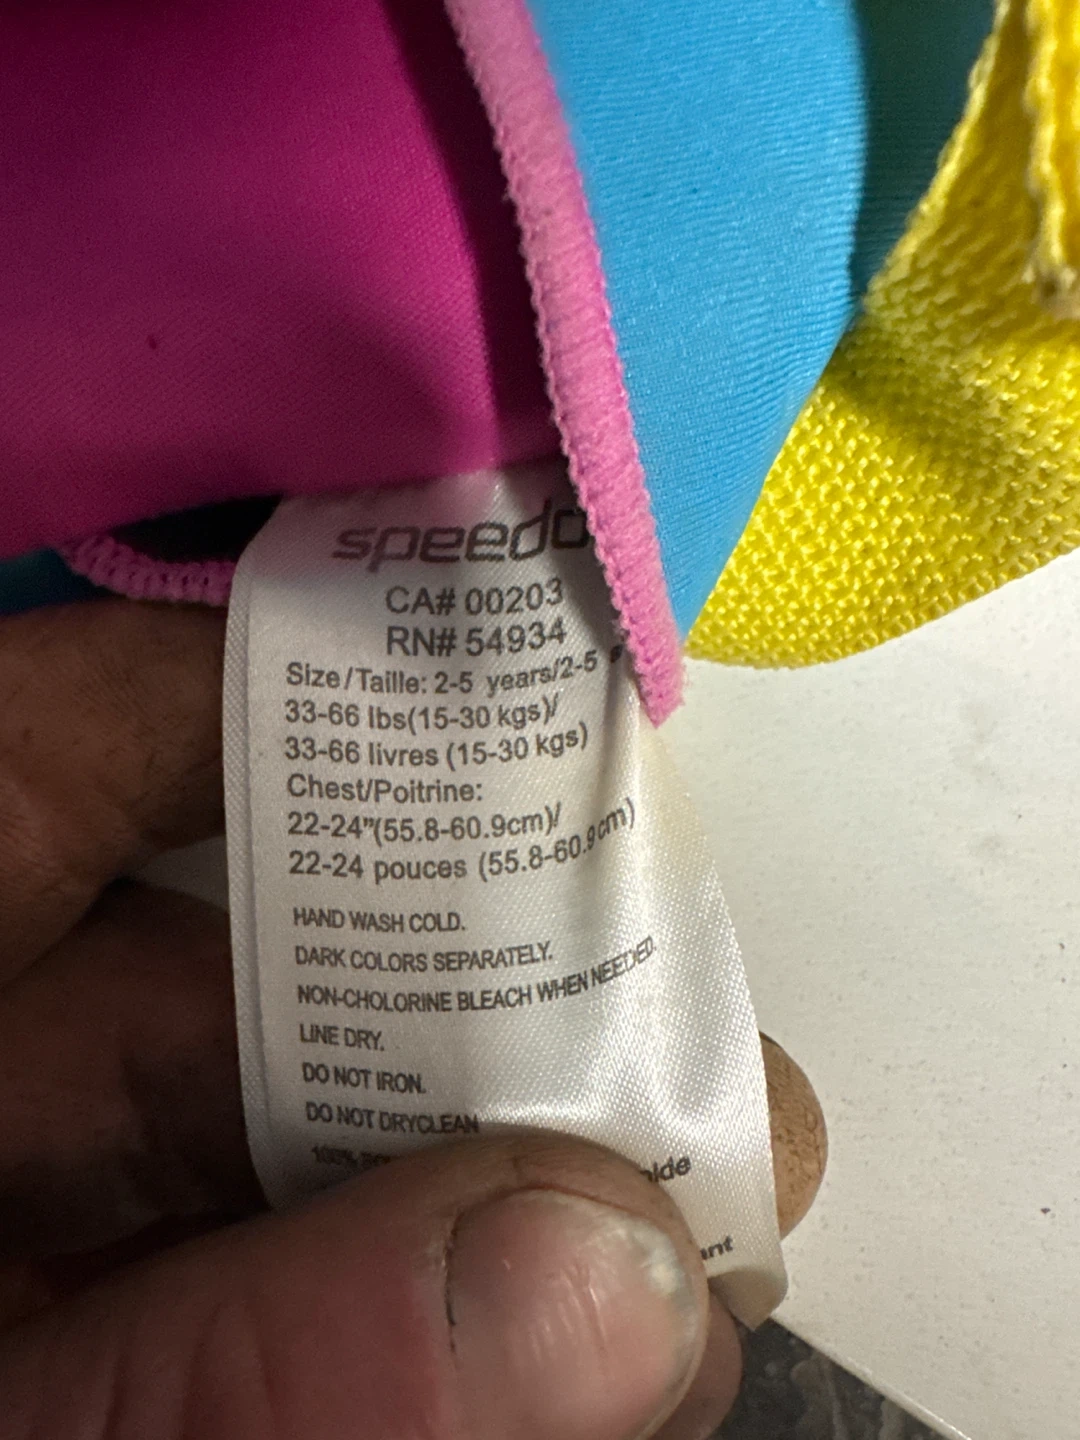 speedo
CA# 00203
RN# 54934
Size/Taille: 2-5 years/2-5
33-66 lbs(15-30 kgs)/
33-66 livres (15-30 kgs)
Chest/Poitrine:
22-24"(55.8-60.9cm)/
22-24 pouces (55.8-60.9cm)
HAND WASH COLD.
DARK COLORS SEPARATELY.
NON-CHOLORINE BLEACH WHEN NEEDED.
LINE DRY.
DO NOT IRON.
DO NOT DRYCLEAN
100%